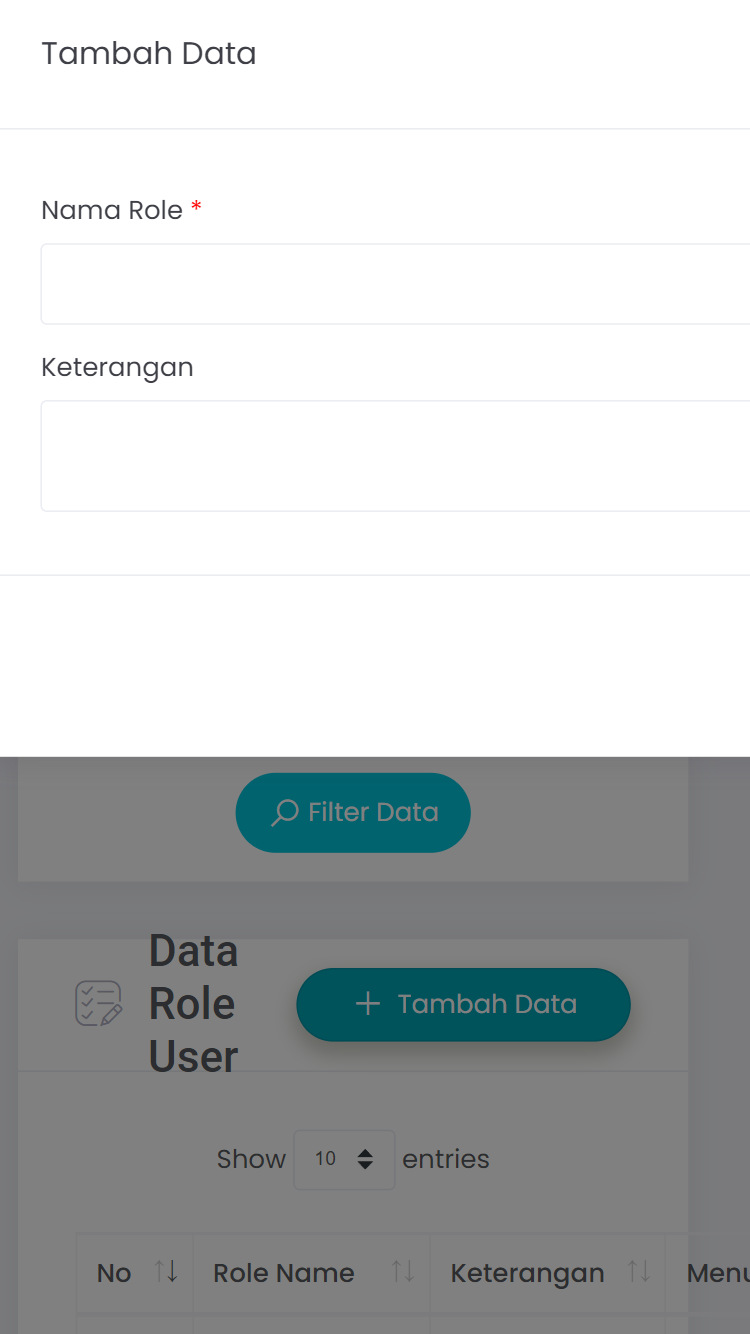 Tambah Data
Nama Role *
Keterangan
Filter Data
Data
Role
User
Tambah Data
Show 10 entries
No Role Name Keterangan Menu